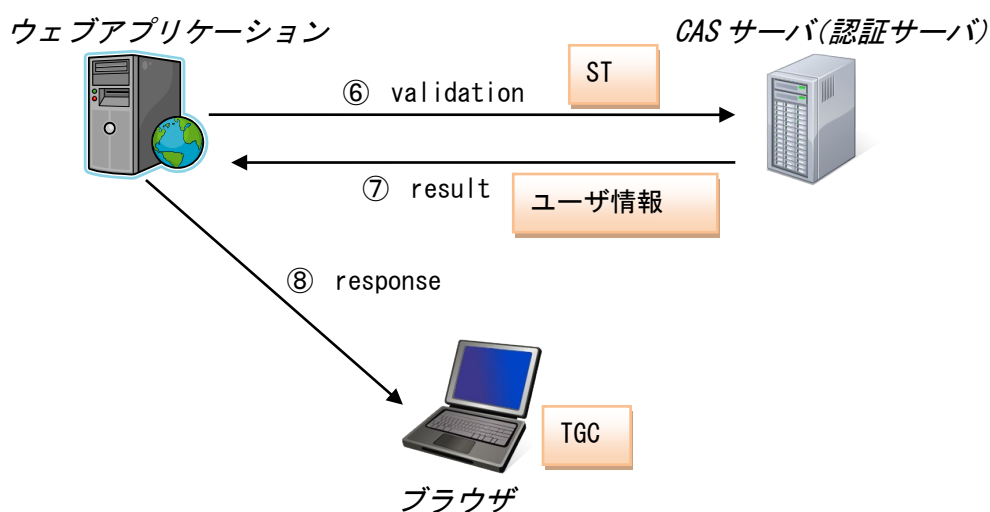 ウェブアプリケーション
CAS サーバ(認証サーバ)
ST
⑥ validation
⑦ result
ユーザ情報
⑧ response
TGC
ブラウザ